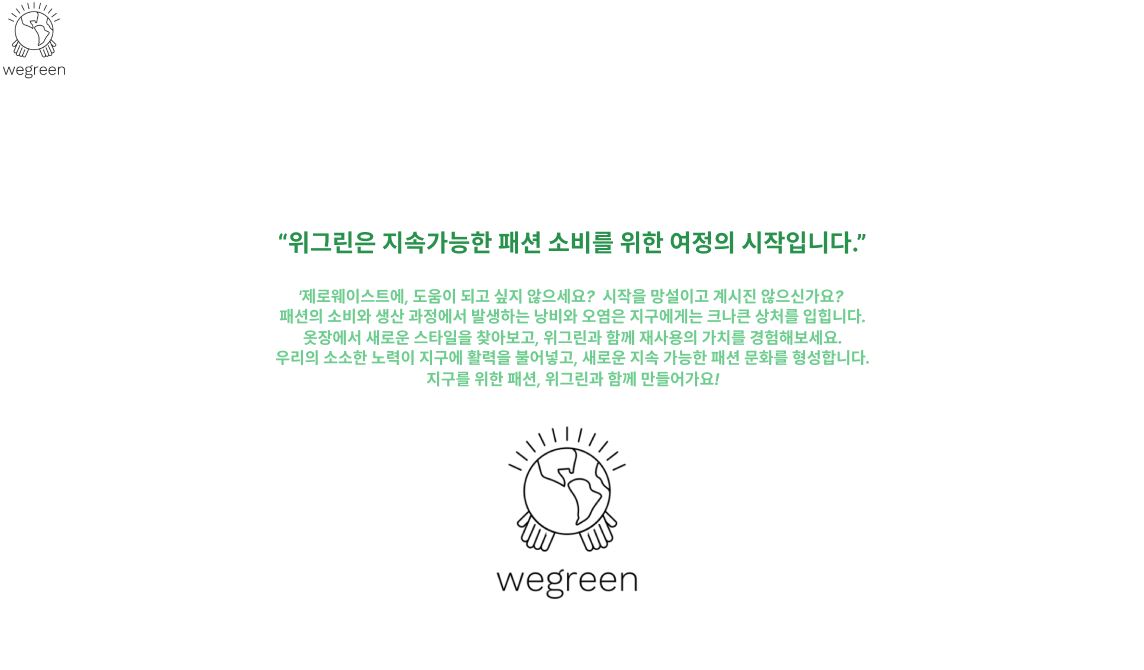 wegreen
“위그린은 지속가능한 패션 소비를 위한 여정의 시작입니다.”
'제로웨이스트에, 도움이 되고 싶지 않으세요? 시작을 망설이고 계시진 않으신가요?
패션의 소비와 생산 과정에서 발생하는 낭비와 오염은 지구에게는 크나큰 상처를 입힙니다.
옷장에서 새로운 스타일을 찾아보고, 위그린과 함께 재사용의 가치를 경험해보세요.
우리의 소소한 노력이 지구에 활력을 불어넣고, 새로운 지속 가능한 패션 문화를 형성합니다.
지구를 위한 패션, 위그린과 함께 만들어가요!
wegreen